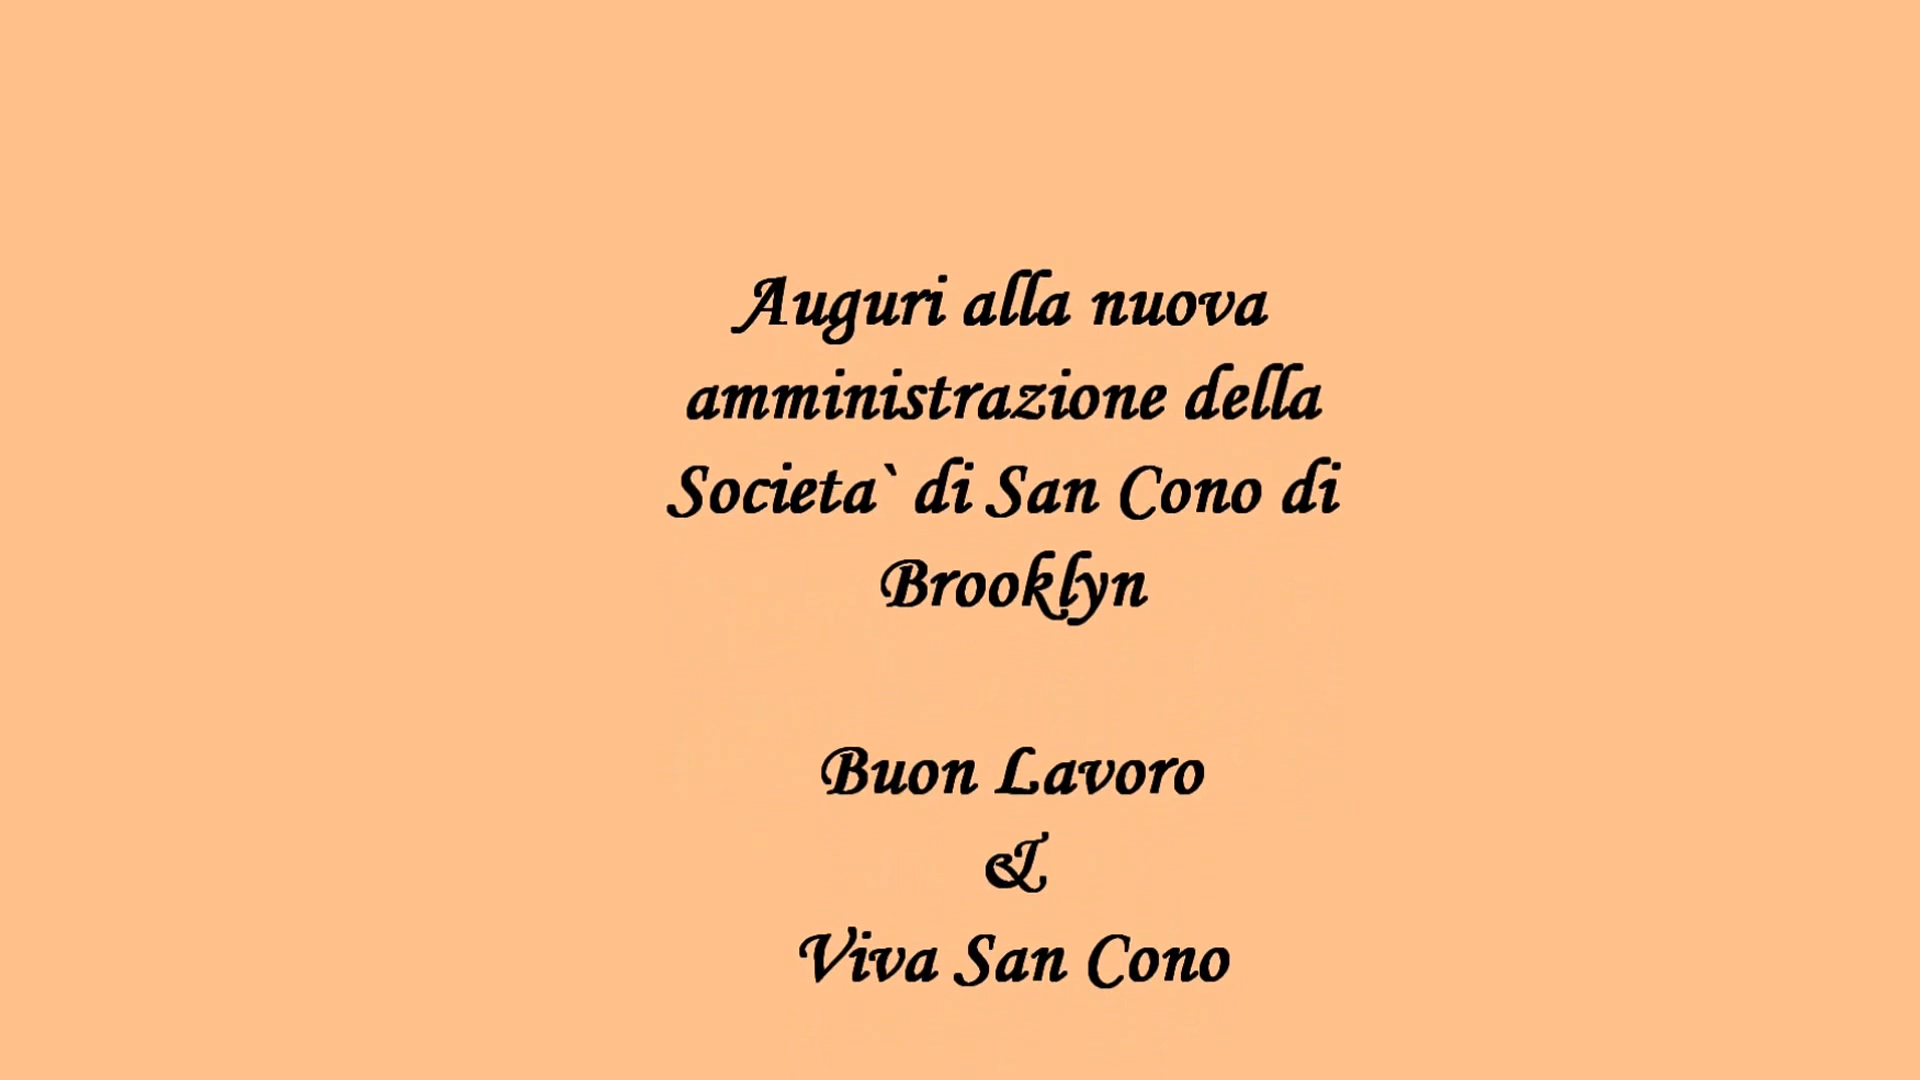 Auguri alla nuova
amministrazione della
Societa` di San Cono di
Brooklyn
Buon Lavoro
&
Viva San Cono